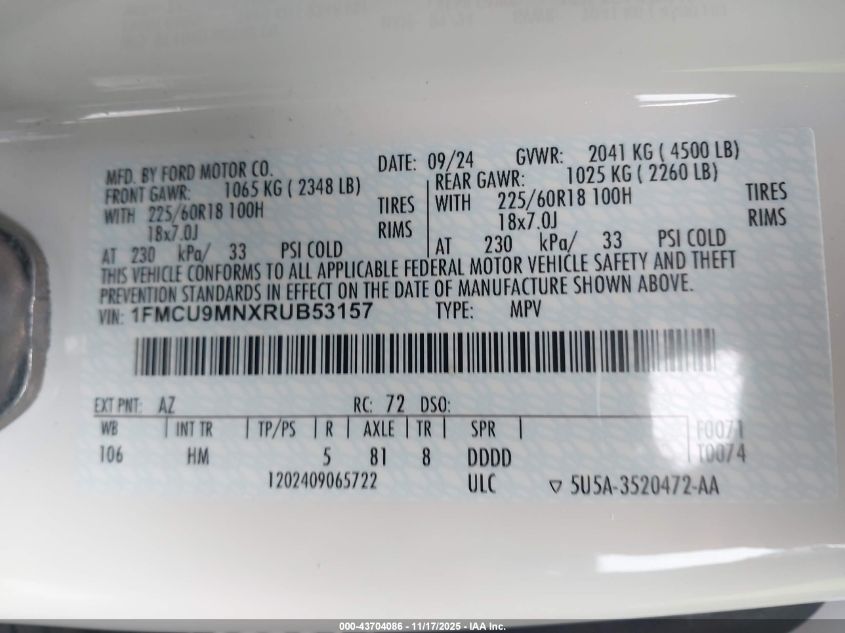 MFD. BY FORD MOTOR CO. DATE: 09/24 GVWR: 2041 KG ( 4500 LB)
FRONT GAWR: 1065 KG ( 2348 LB) REAR GAWR: 1025 KG ( 2260 LB)
WITH 225/60R18 100H TIRES WITH 225/60R18 100H TIRES
18x7.0J RIMS 18x7.0J RIMS
AT 230 kPa/ 33 PSI COLD AT 230 kPa/ 33 PSI COLD
THIS VEHICLE CONFORMS TO ALL APPLICABLE FEDERAL MOTOR VEHICLE SAFETY AND THEFT
PREVENTION STANDARDS IN EFFECT ON THE DATE OF MANUFACTURE SHOWN ABOVE.
VIN: 1FMCU9MNXRUB53157 TYPE: MPV
EXT PNT: AZ RC: 72 DSO:
WB INT TR TP/PS R AXLE TR SPR F0071
106 HM 5 81 8 DDDD T0074
1202409065722 ULC ▽ 5U5A-3520472-AA
000-43704086 - 11/17/2025 - IAA Inc.